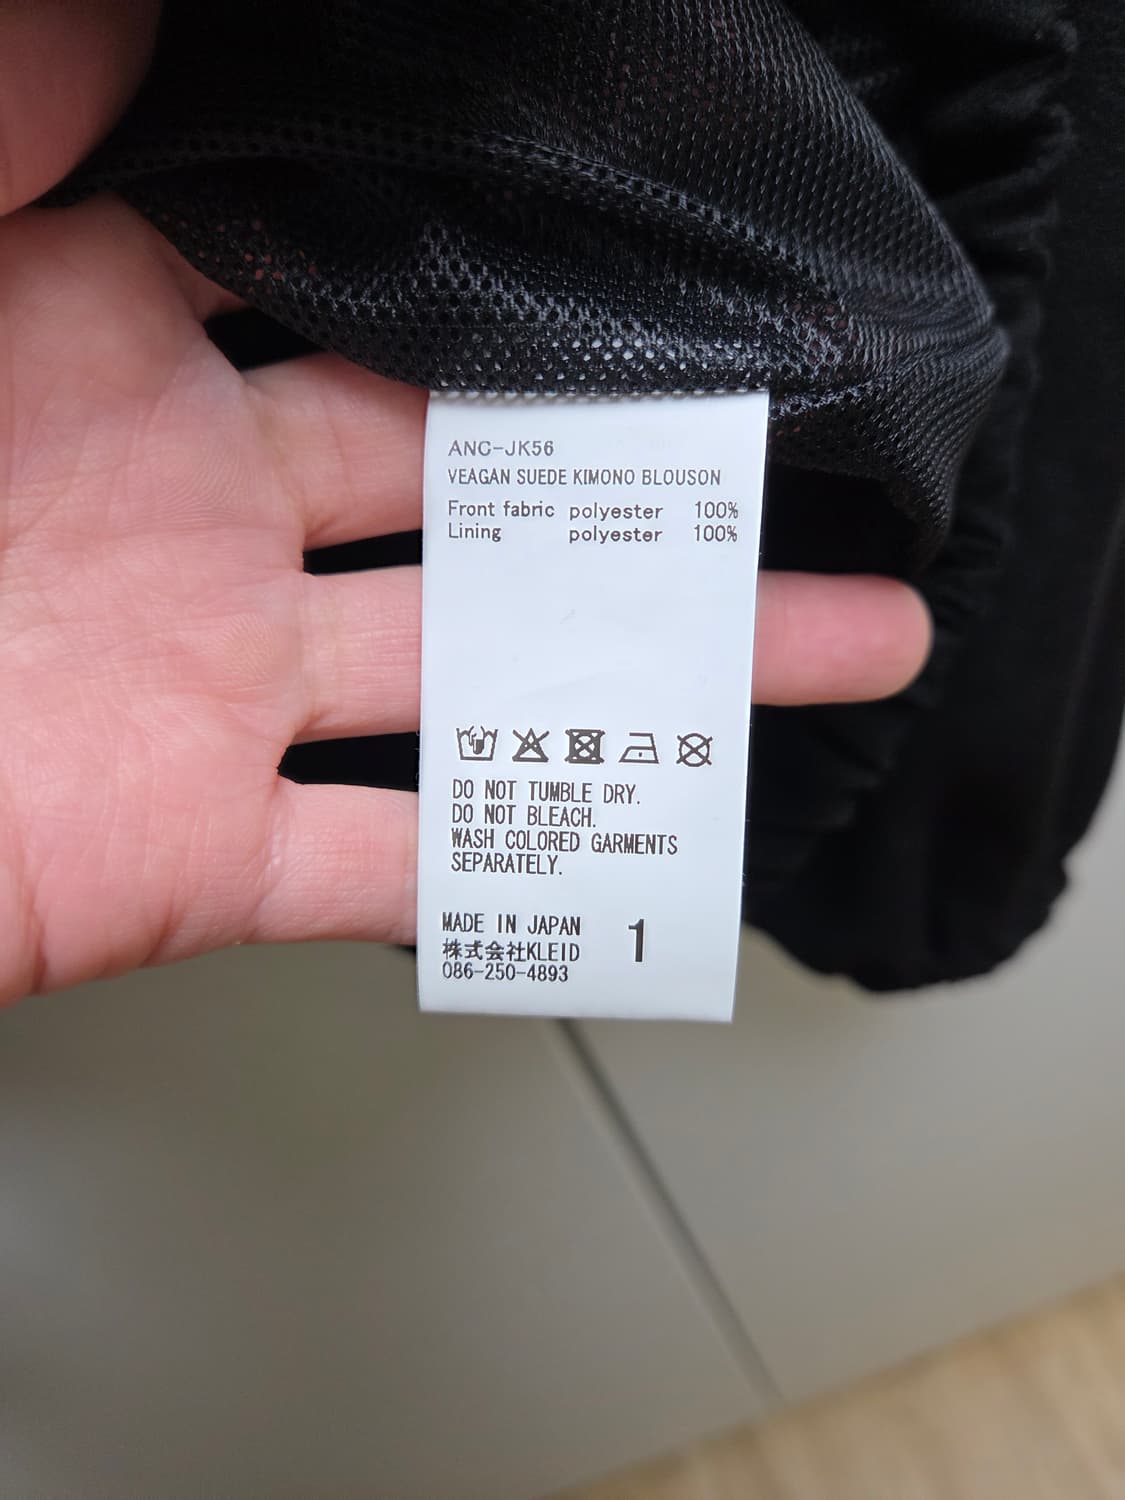 ANC-JK56
VEAGAN SUEDE KIMONO BLOUSON
Front fabric polyester 100%
Lining polyester 100%
DO NOT TUMBLE DRY.
DO NOT BLEACH.
WASH COLORED GARMENTS
SEPARATELY.
MADE IN JAPAN 1
株式会社KLEID
086-250-4893